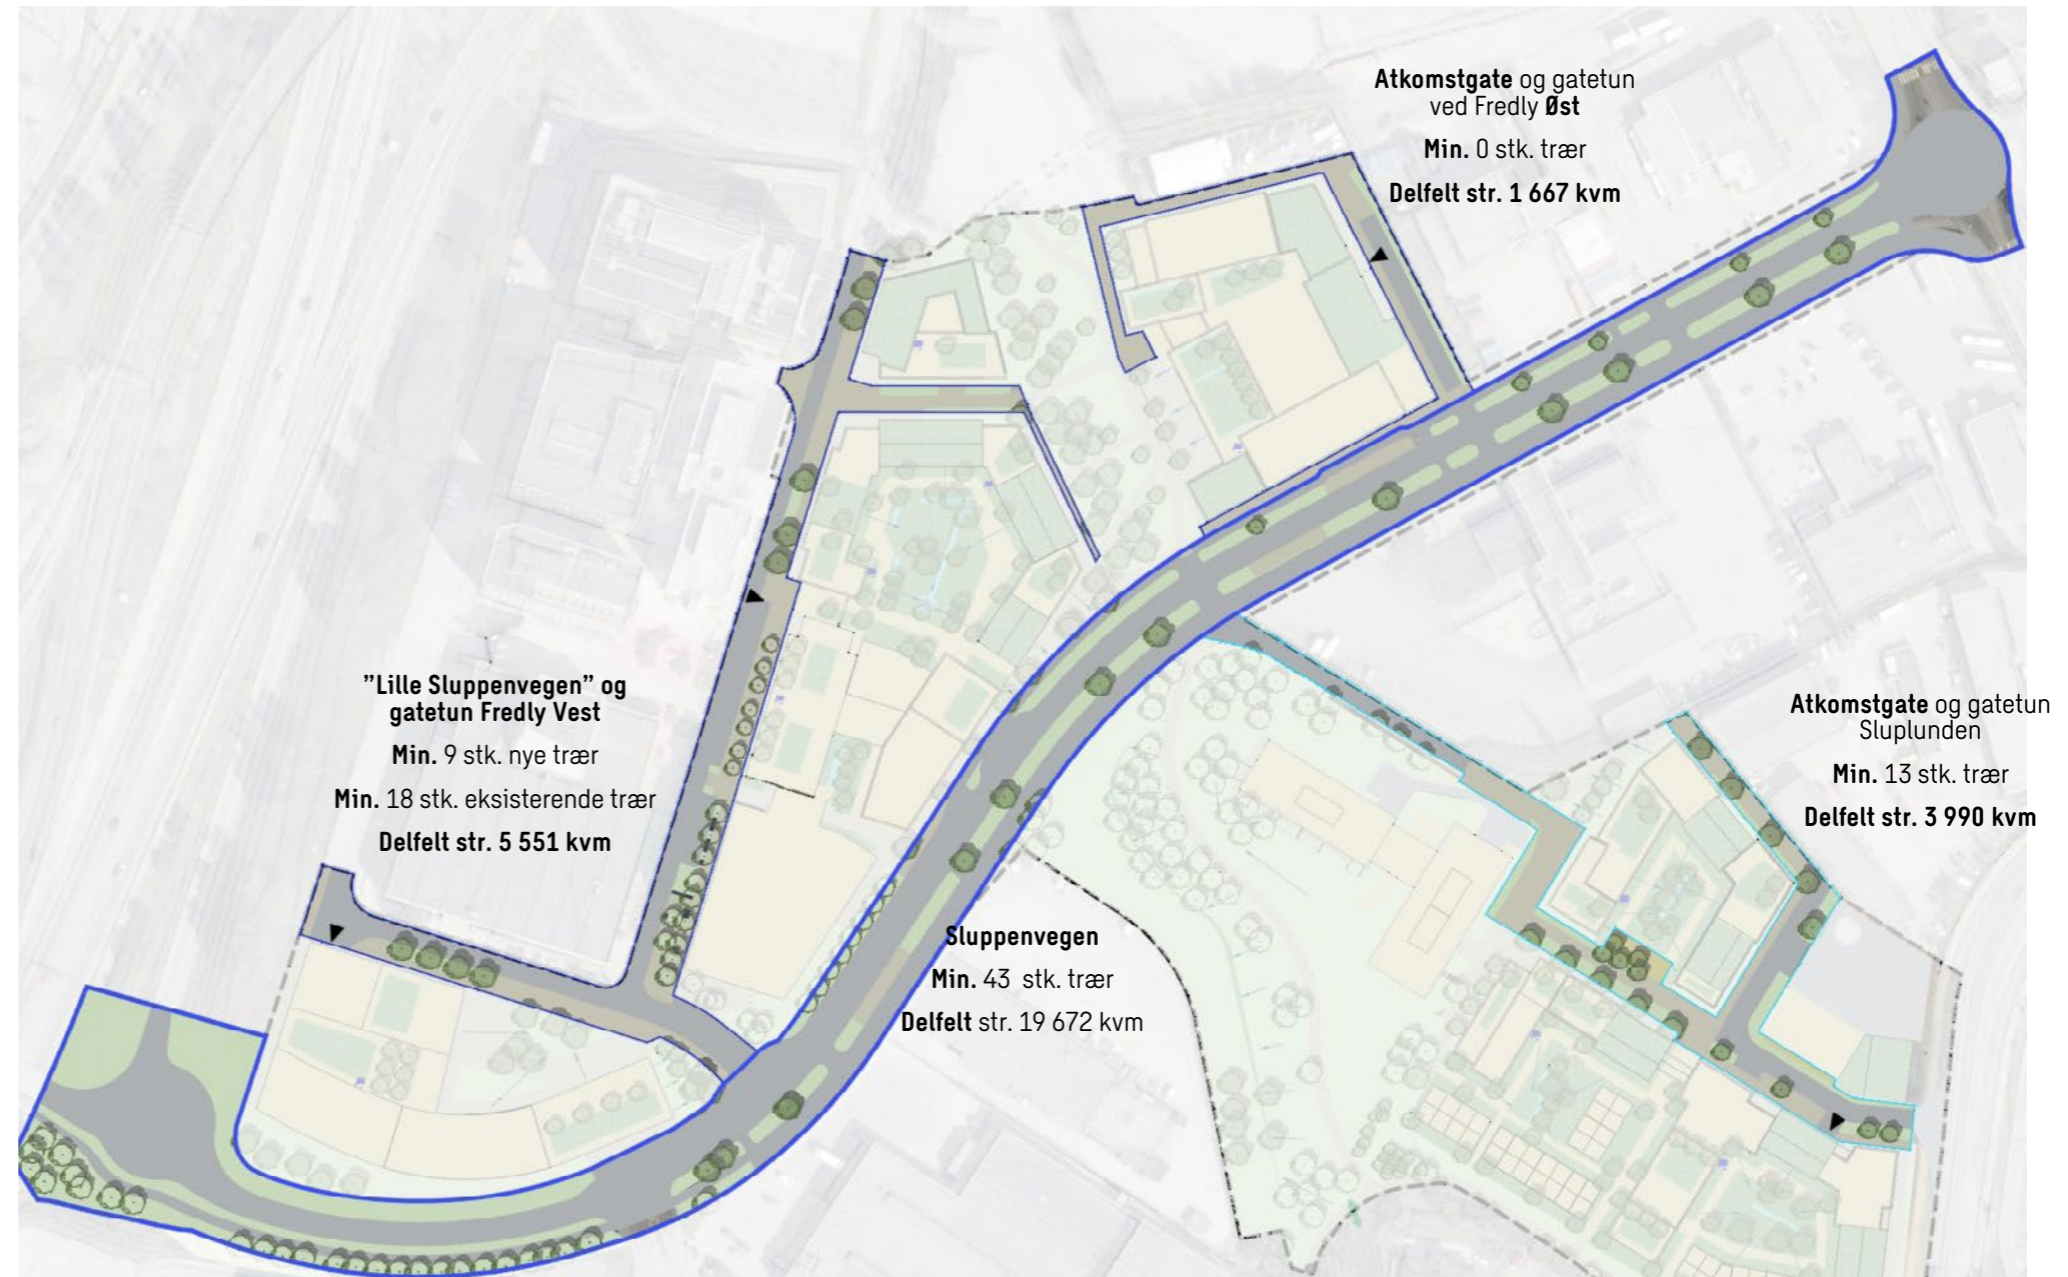 Atkomstgate og gatetun
ved Fredly Øst
Min. 0 stk. trær
Delfelt str. 1 667 kvm
"Lille Sluppenvegen" og
gatetun Fredly Vest
Min. 9 stk. nye trær
Min. 18 stk. eksisterende trær
Delfelt str. 5 551 kvm
Atkomstgate og gatetun
Sluplunden
Min. 13 stk. trær
Delfelt str. 3 990 kvm
Sluppenvegen
Min. 43 stk. trær
Delfelt str. 19 672 kvm